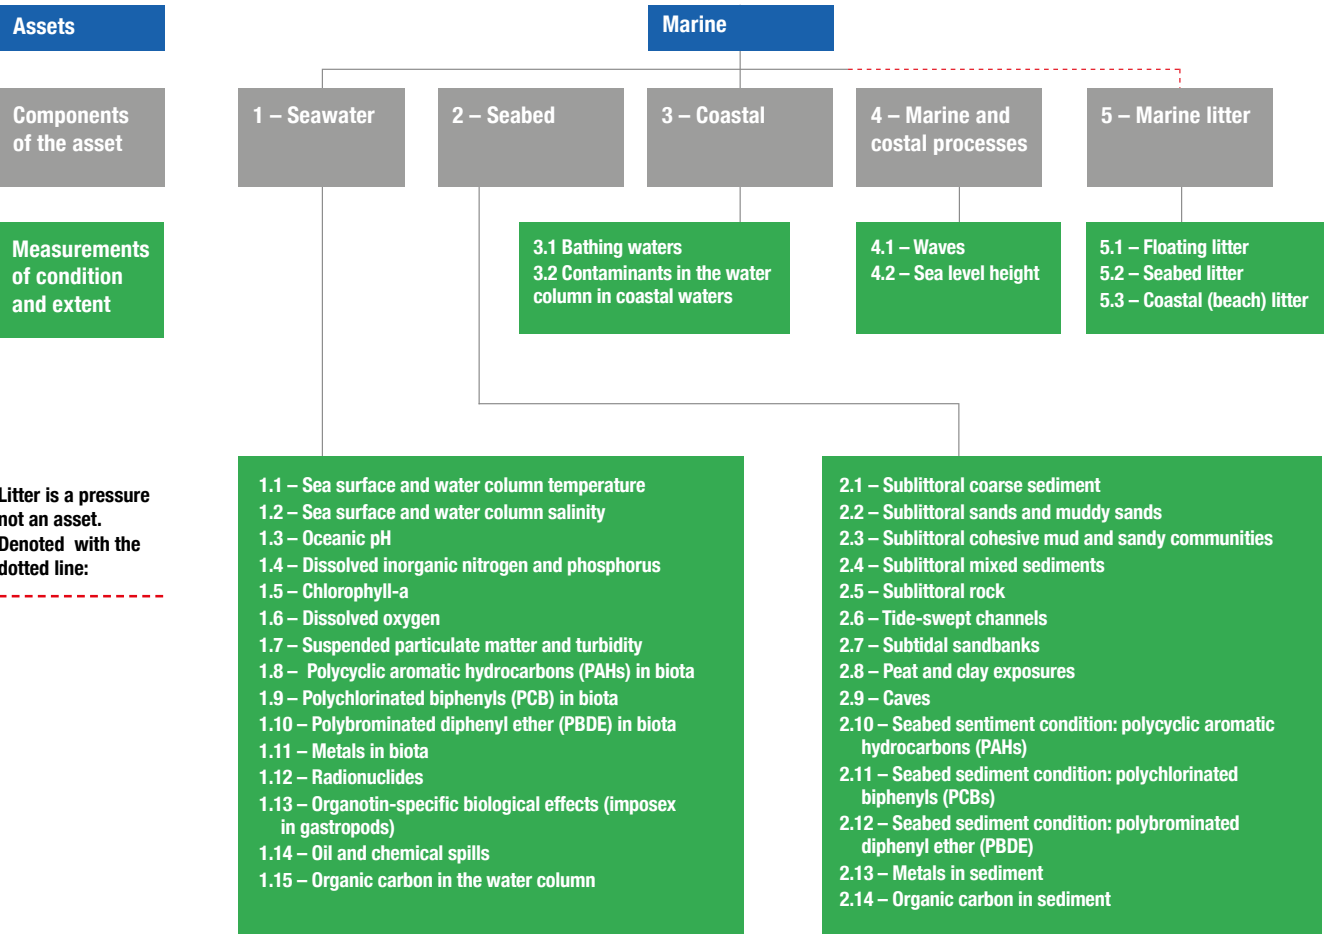 Assets
Marine
Components
of the asset
1 – Seawater
2 – Seabed
3 – Coastal
4 – Marine and
costal processes
5 – Marine litter
Measurements
of condition
and extent
3.1 Bathing waters
3.2 Contaminants in the water
column in coastal waters
4.1 – Waves
4.2 – Sea level height
5.1 – Floating litter
5.2 – Seabed litter
5.3 – Coastal (beach) litter
Litter is a pressure
not an asset.
Denoted with the
dotted line:
1.1 – Sea surface and water column temperature
1.2 – Sea surface and water column salinity
1.3 – Oceanic pH
1.4 – Dissolved inorganic nitrogen and phosphorus
1.5 – Chlorophyll-a
1.6 – Dissolved oxygen
1.7 – Suspended particulate matter and turbidity
1.8 – Polycyclic aromatic hydrocarbons (PAHs) in biota
1.9 – Polychlorinated biphenyls (PCB) in biota
1.10 – Polybrominated diphenyl ether (PBDE) in biota
1.11 – Metals in biota
1.12 – Radionuclides
1.13 – Organotin-specific biological effects (imposex
in gastropods)
1.14 – Oil and chemical spills
1.15 – Organic carbon in the water column
2.1 – Sublittoral coarse sediment
2.2 – Sublittoral sands and muddy sands
2.3 – Sublittoral cohesive mud and sandy communities
2.4 – Sublittoral mixed sediments
2.5 – Sublittoral rock
2.6 – Tide-swept channels
2.7 – Subtidal sandbanks
2.8 – Peat and clay exposures
2.9 – Caves
2.10 – Seabed sentiment condition: polycyclic aromatic
hydrocarbons (PAHs)
2.11 – Seabed sediment condition: polychlorinated
biphenyls (PCBs)
2.12 – Seabed sediment condition: polybrominated
diphenyl ether (PBDE)
2.13 – Metals in sediment
2.14 – Organic carbon in sediment